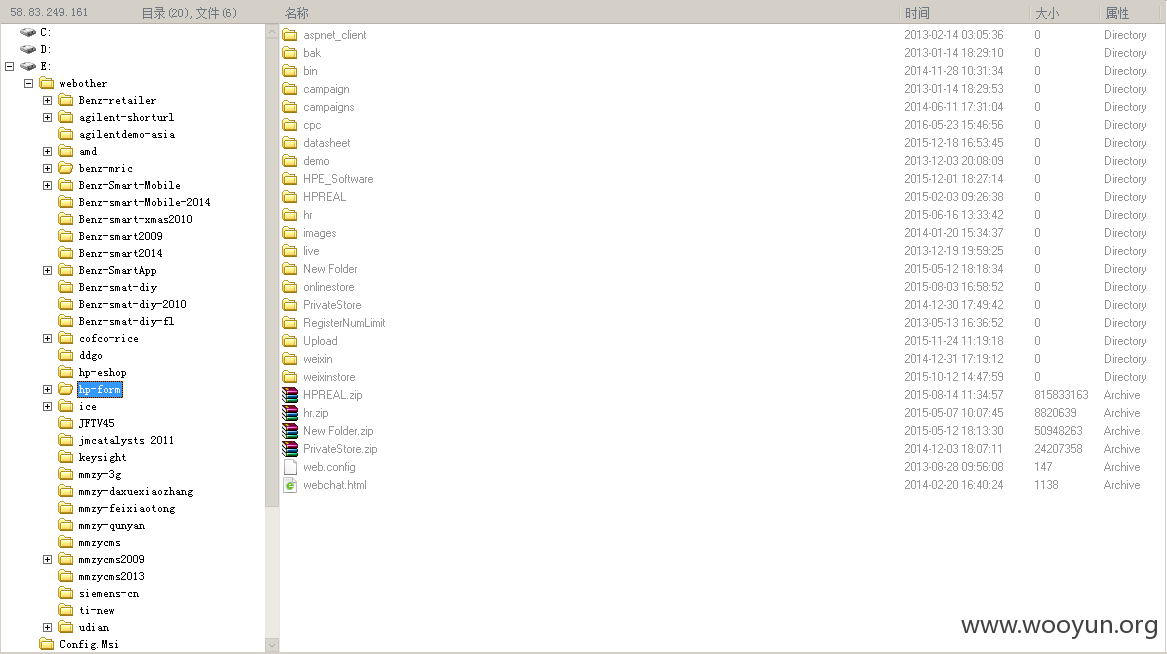 58.83.249.161 目录(20),文件(6) 名称 时间 大小 属性
C:
D:
E:
webother
Benz-retailer
agilent-shorturl
agilentdemo-asia
amd
benz-mric
Benz-Smart-Mobile
Benz-smart-Mobile-2014
Benz-smart-xmas2010
Benz-smart2009
Benz-smart2014
Benz-SmartApp
Benz-smat-diy
Benz-smat-diy-2010
Benz-smat-diy-fl
cofco-rice
ddgo
hp-eshop
hp-form
ice
JFTV45
jmcatalysts 2011
keysight
mmzy-3g
mmzy-daxuexiaozhang
mmzy-feixiaotong
mmzy-qunyan
mmzycms
mmzycms2009
mmzycms2013
siemens-cn
ti-new
udian
Config.Msi
aspnet_client 2013-02-14 03:05:36 0 Directory
bak 2013-01-14 18:29:10 0 Directory
bin 2014-11-28 10:31:34 0 Directory
campaign 2013-01-14 18:29:53 0 Directory
campaigns 2014-06-11 17:31:04 0 Directory
cpc 2016-05-23 15:46:56 0 Directory
datasheet 2015-12-18 16:53:45 0 Directory
demo 2013-12-03 20:08:09 0 Directory
HPE_Software 2015-12-01 18:27:14 0 Directory
HPREAL 2015-02-03 09:26:38 0 Directory
hr 2015-06-16 13:33:42 0 Directory
images 2014-01-20 15:34:37 0 Directory
live 2013-12-19 19:59:25 0 Directory
New Folder 2015-05-12 18:18:34 0 Directory
onlinestore 2015-08-03 16:58:52 0 Directory
PrivateStore 2014-12-30 17:49:42 0 Directory
RegisterNumLimit 2013-05-13 16:36:52 0 Directory
Upload 2015-11-24 11:19:18 0 Directory
weixin 2014-12-31 17:19:12 0 Directory
weixinstore 2015-10-12 14:47:59 0 Directory
HPREAL.zip 2015-08-14 11:34:57 815833163 Archive
hr.zip 2015-05-07 10:07:45 8820639 Archive
New Folder.zip 2015-05-12 18:13:30 50948263 Archive
PrivateStore.zip 2014-12-03 18:07:11 24207358 Archive
web.config 2013-08-28 09:56:08 147 Archive
webchat.html 2014-02-20 16:40:24 1138 Archive
www.wooyun.org